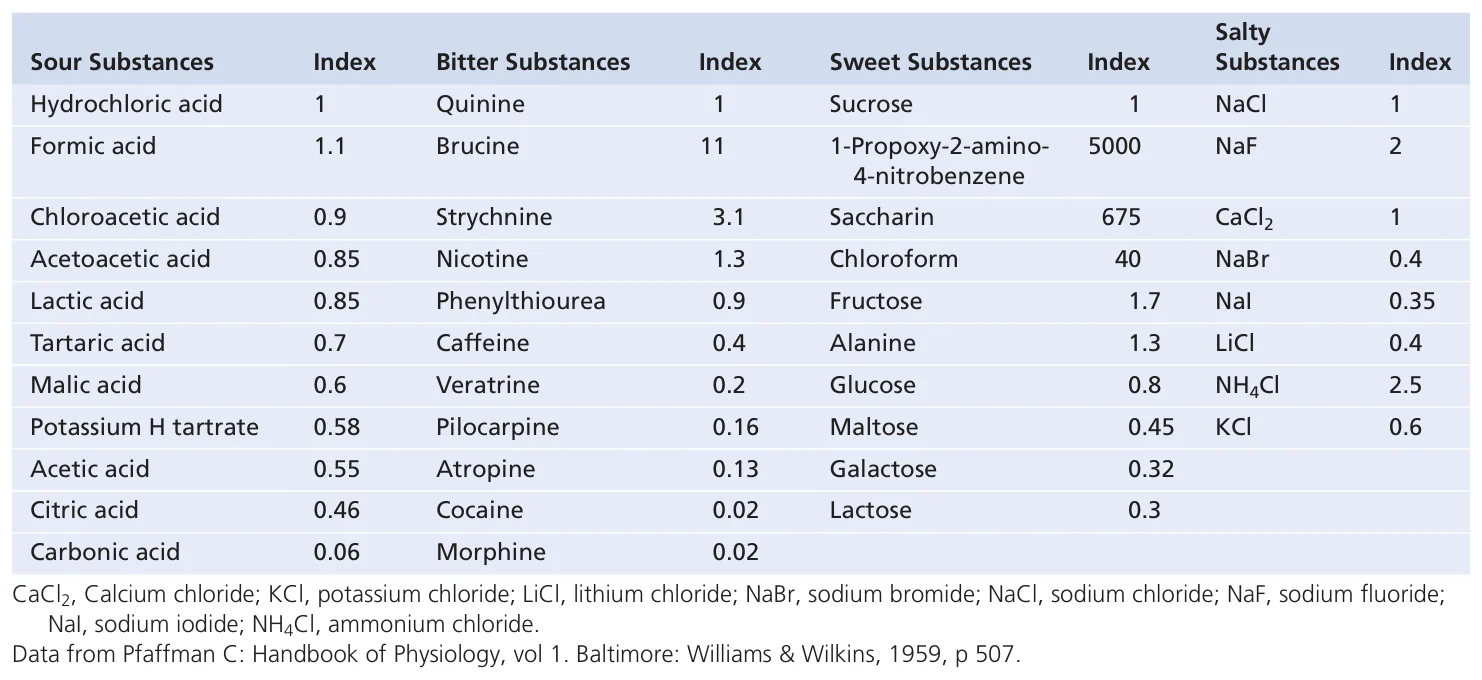 Sour Substances Index Bitter Substances Index Sweet Substances Index Salty Substances Index
Hydrochloric acid 1 Quinine 1 Sucrose 1 NaCl 1
Formic acid 1.1 Brucine 11 1-Propoxy-2-amino- 5000 NaF 2
4-nitrobenzene
Chloroacetic acid 0.9 Strychnine 3.1 Saccharin 675 CaCl₂ 1
Acetoacetic acid 0.85 Nicotine 1.3 Chloroform 40 NaBr 0.4
Lactic acid 0.85 Phenylthiourea 0.9 Fructose 1.7 NaI 0.35
Tartaric acid 0.7 Caffeine 0.4 Alanine 1.3 LiCl 0.4
Malic acid 0.6 Veratrine 0.2 Glucose 0.8 NH₄Cl 2.5
Potassium H tartrate 0.58 Pilocarpine 0.16 Maltose 0.45 KCl 0.6
Acetic acid 0.55 Atropine 0.13 Galactose 0.32
Citric acid 0.46 Cocaine 0.02 Lactose 0.3
Carbonic acid 0.06 Morphine 0.02
CaCl₂, Calcium chloride; KCl, potassium chloride; LiCl, lithium chloride; NaBr, sodium bromide; NaCl, sodium chloride; NaF, sodium fluoride;
NaI, sodium iodide; NH₄Cl, ammonium chloride.
Data from Pfaffman C: Handbook of Physiology, vol 1. Baltimore: Williams & Wilkins, 1959, p 507.